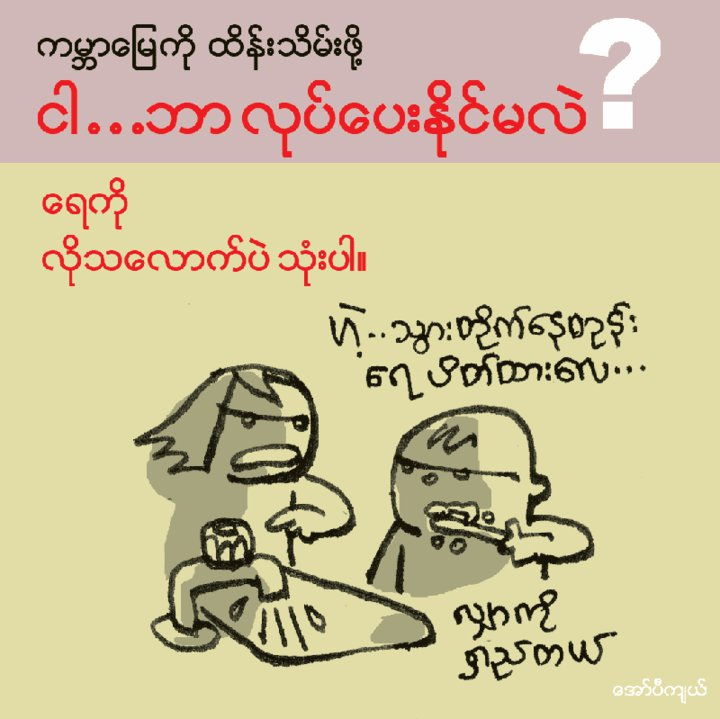 ကမ္ဘာမြေကို ထိန်းသိမ်းဖို့
ငါ...ဘာ လုပ်ပေးနိုင်မလဲ?
ရေကို
လိုသလောက်ပဲ သုံးပါ။
ဟဲ့..သွားတိုက်နေတုန်း
ရေ ပိတ်ထားလေ...
လျှာကို
ရှည်တယ်
အော်ပီကျယ်